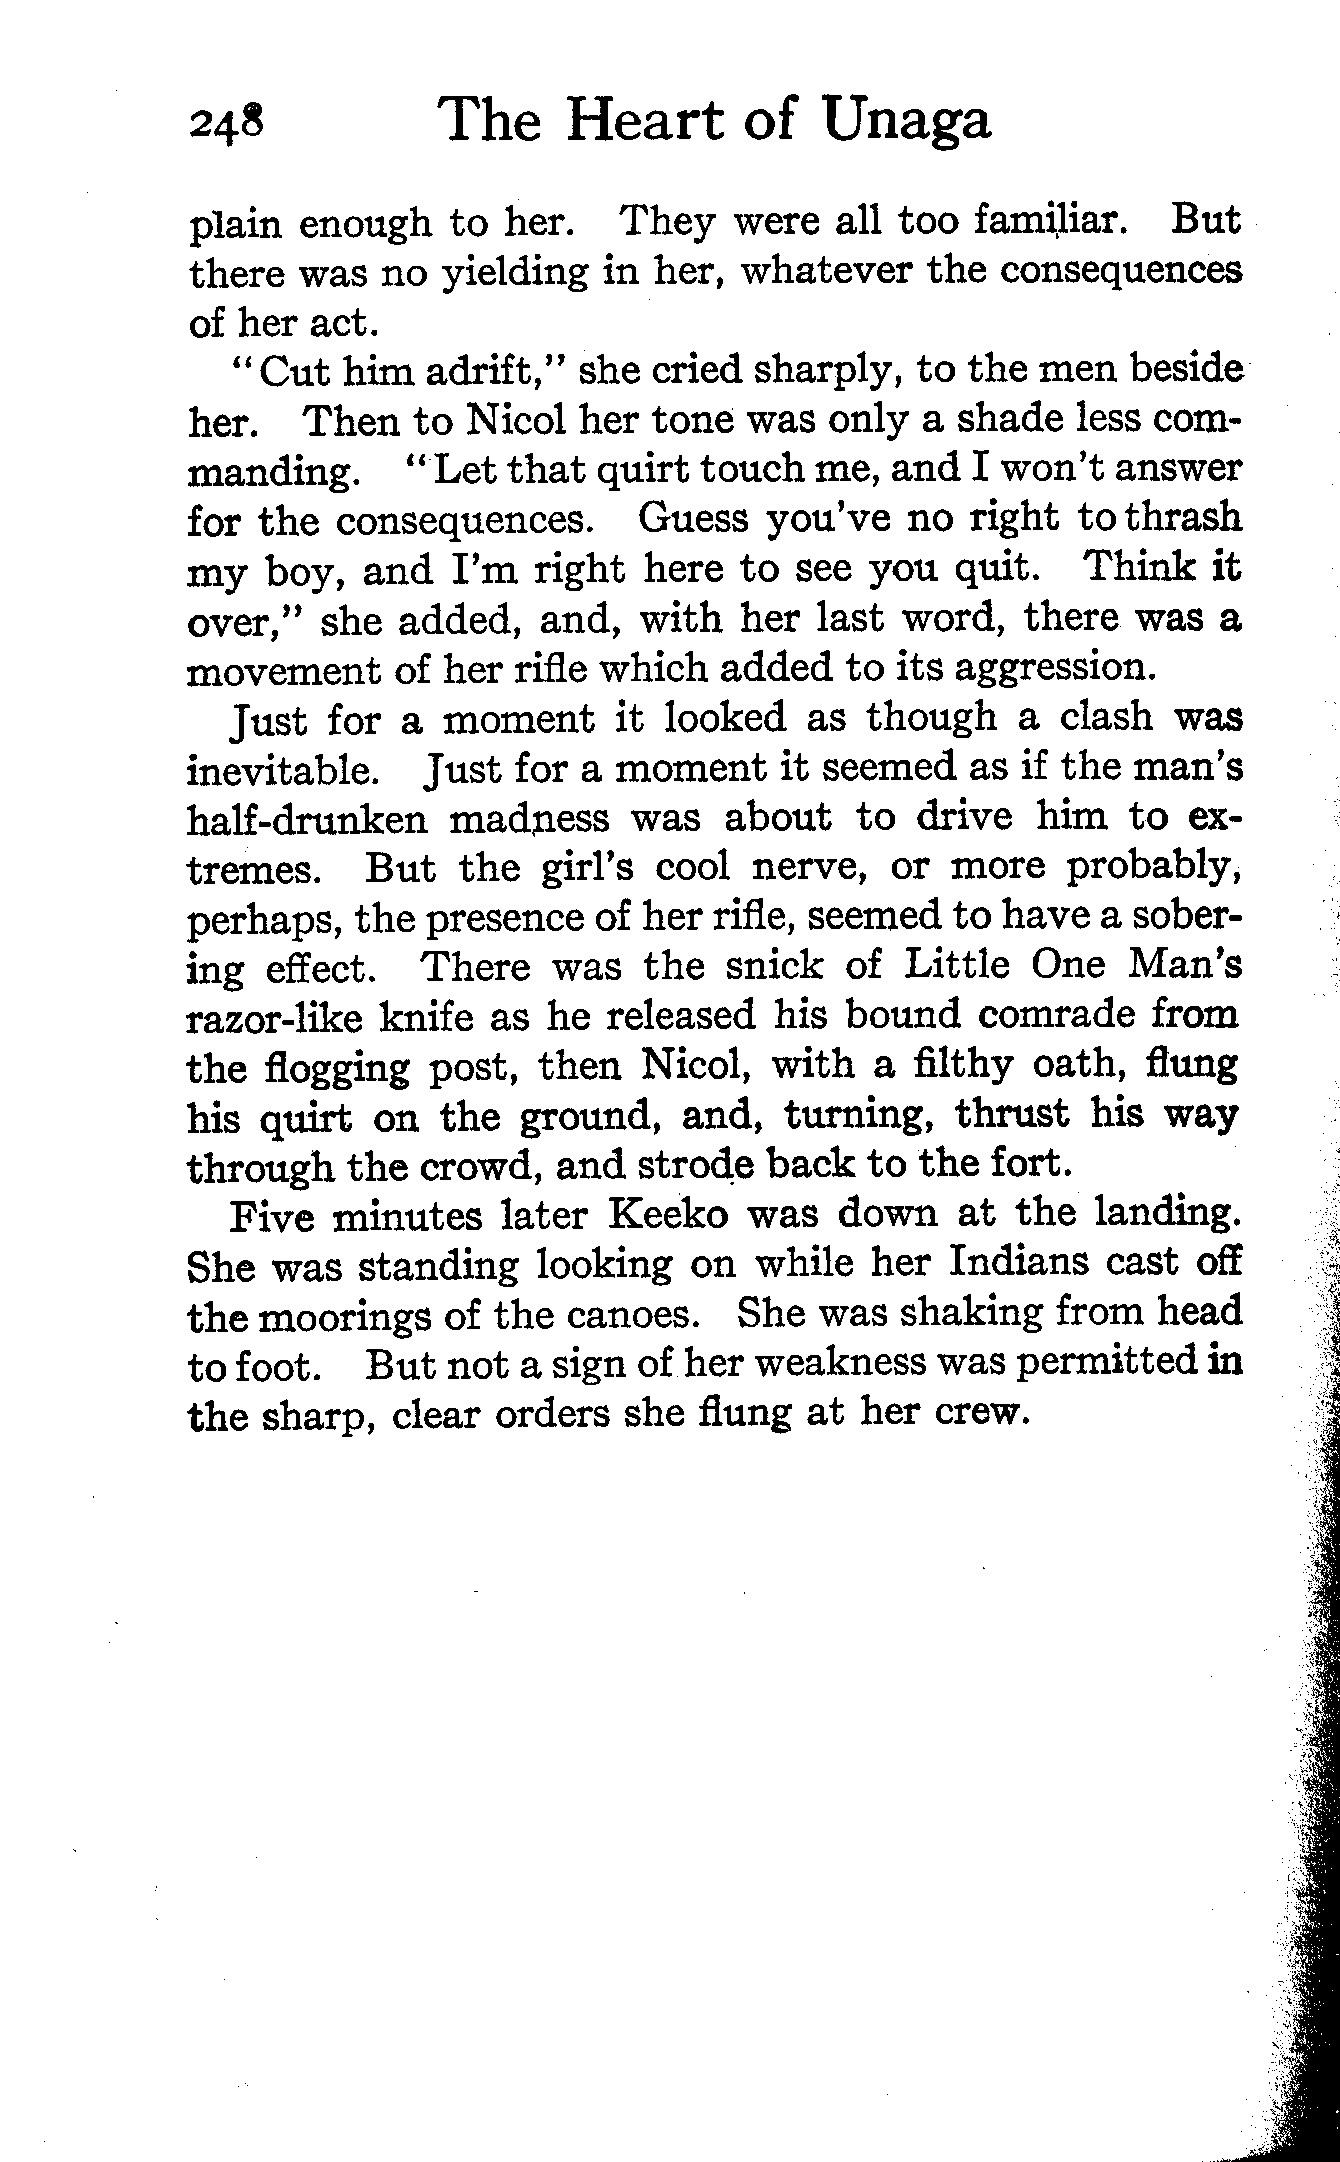 248 The Heart of Unaga
plain enough to her. They were all too familiar. But
there was no yielding in her, whatever the consequences
of her act.
"Cut him adrift," she cried sharply, to the men beside
her. Then to Nicol her tone was only a shade less com-
manding. "Let that quirt touch me, and I won't answer
for the consequences. Guess you've no right to thrash
my boy, and I'm right here to see you quit. Think it
over," she added, and, with her last word, there was a
movement of her rifle which added to its aggression.
Just for a moment it looked as though a clash was
inevitable. Just for a moment it seemed as if the man's
half-drunken madness was about to drive him to ex-
tremes. But the girl's cool nerve, or more probably,
perhaps, the presence of her rifle, seemed to have a sober-
ing effect. There was the snick of Little One Man's
razor-like knife as he released his bound comrade from
the flogging post, then Nicol, with a filthy oath, flung
his quirt on the ground, and, turning, thrust his way
through the crowd, and strode back to the fort.
Five minutes later Keeko was down at the landing.
She was standing looking on while her Indians cast off
the moorings of the canoes. She was shaking from head
to foot. But not a sign of her weakness was permitted in
the sharp, clear orders she flung at her crew.